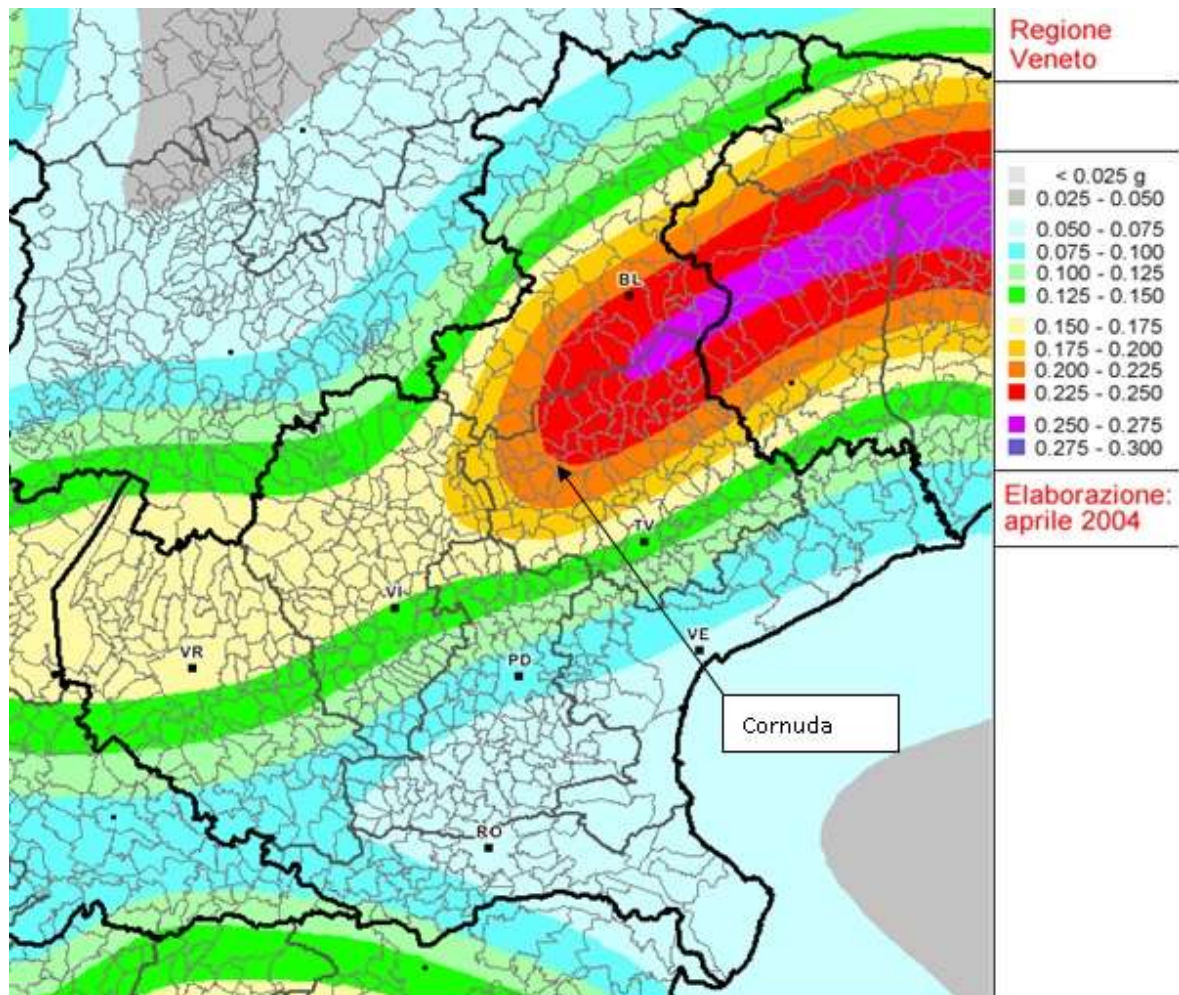 Regione
Veneto
< 0.025 g
0.025 - 0.050
0.050 - 0.075
0.075 - 0.100
0.100 - 0.125
0.125 - 0.150
0.150 - 0.175
0.175 - 0.200
0.200 - 0.225
0.225 - 0.250
0.250 - 0.275
0.275 - 0.300
Elaborazione:
aprile 2004
BL
TV
VI
VE
VR
PD
Cornuda
RO